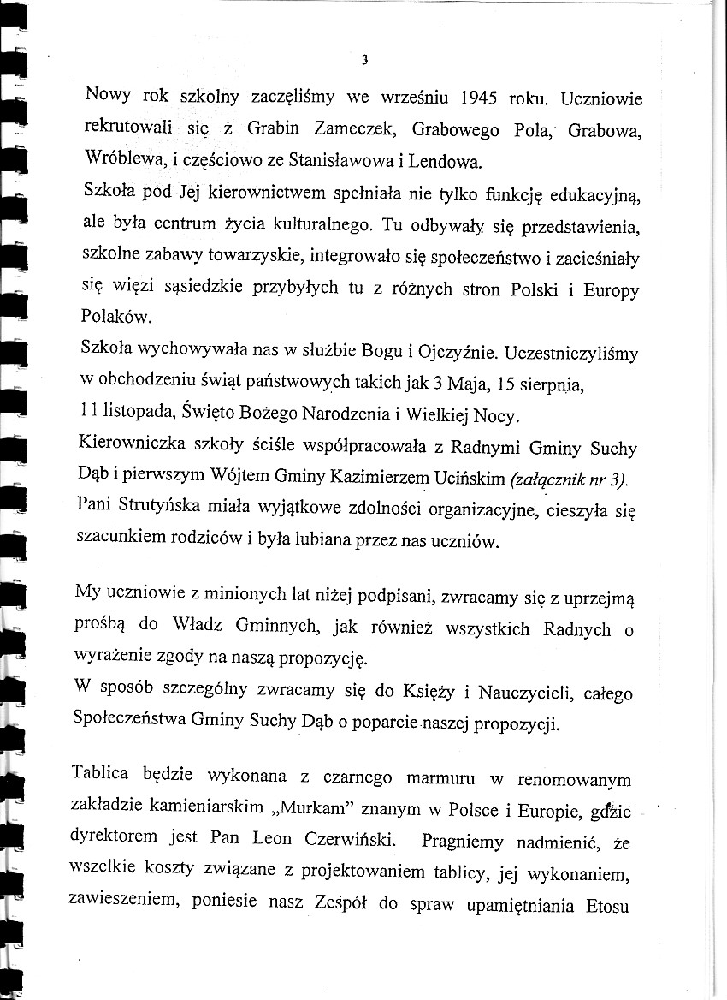 3
Nowy rok szkolny zaczęliśmy we wrześniu 1945 roku. Uczniowie
rekrutowali się z Grabin Zameczek, Grabowego Pola, Grabowa,
Wróblewa, i częściowo ze Stanisławowa i Lendowa.
Szkoła pod Jej kierownictwem spełniała nie tylko funkcję edukacyjną,
ale była centrum życia kulturalnego. Tu odbywały się przedstawienia,
szkolne zabawy towarzyskie, integrowało się społeczeństwo i zacieśniały
się więzi sąsiedzkie przybyłych tu z różnych stron Polski i Europy
Polaków.
Szkoła wychowywała nas w służbie Bogu i Ojczyźnie. Uczestniczyliśmy
w obchodzeniu świąt państwowych takich jak 3 Maja, 15 sierpnia,
11 listopada, Święto Bożego Narodzenia i Wielkiej Nocy.
Kierowniczka szkoły ściśle współpracowała z Radnymi Gminy Suchy
Dąb i pierwszym Wójtem Gminy Kazimierzem Ucińskim (załącznik nr 3).
Pani Strutyńska miała wyjątkowe zdolności organizacyjne, cieszyła się
szacunkiem rodziców i była lubiana przez nas uczniów.
My uczniowie z minionych lat niżej podpisani, zwracamy się z uprzejmą
prośbą do Władz Gminnych, jak również wszystkich Radnych o
wyrażenie zgody na naszą propozycję.
W sposób szczególny zwracamy się do Księży i Nauczycieli, całego
Społeczeństwa Gminy Suchy Dąb o poparcie naszej propozycji.
Tablica będzie wykonana z czarnego marmuru w renomowanym
zakładzie kamieniarskim „Murkam” znanym w Polsce i Europie, gdzie
dyrektorem jest Pan Leon Czerwiński. Pragniemy nadmienić, że
wszelkie koszty związane z projektowaniem tablicy, jej wykonaniem,
zawieszeniem, poniesie nasz Zespół do spraw upamiętniania Etosu